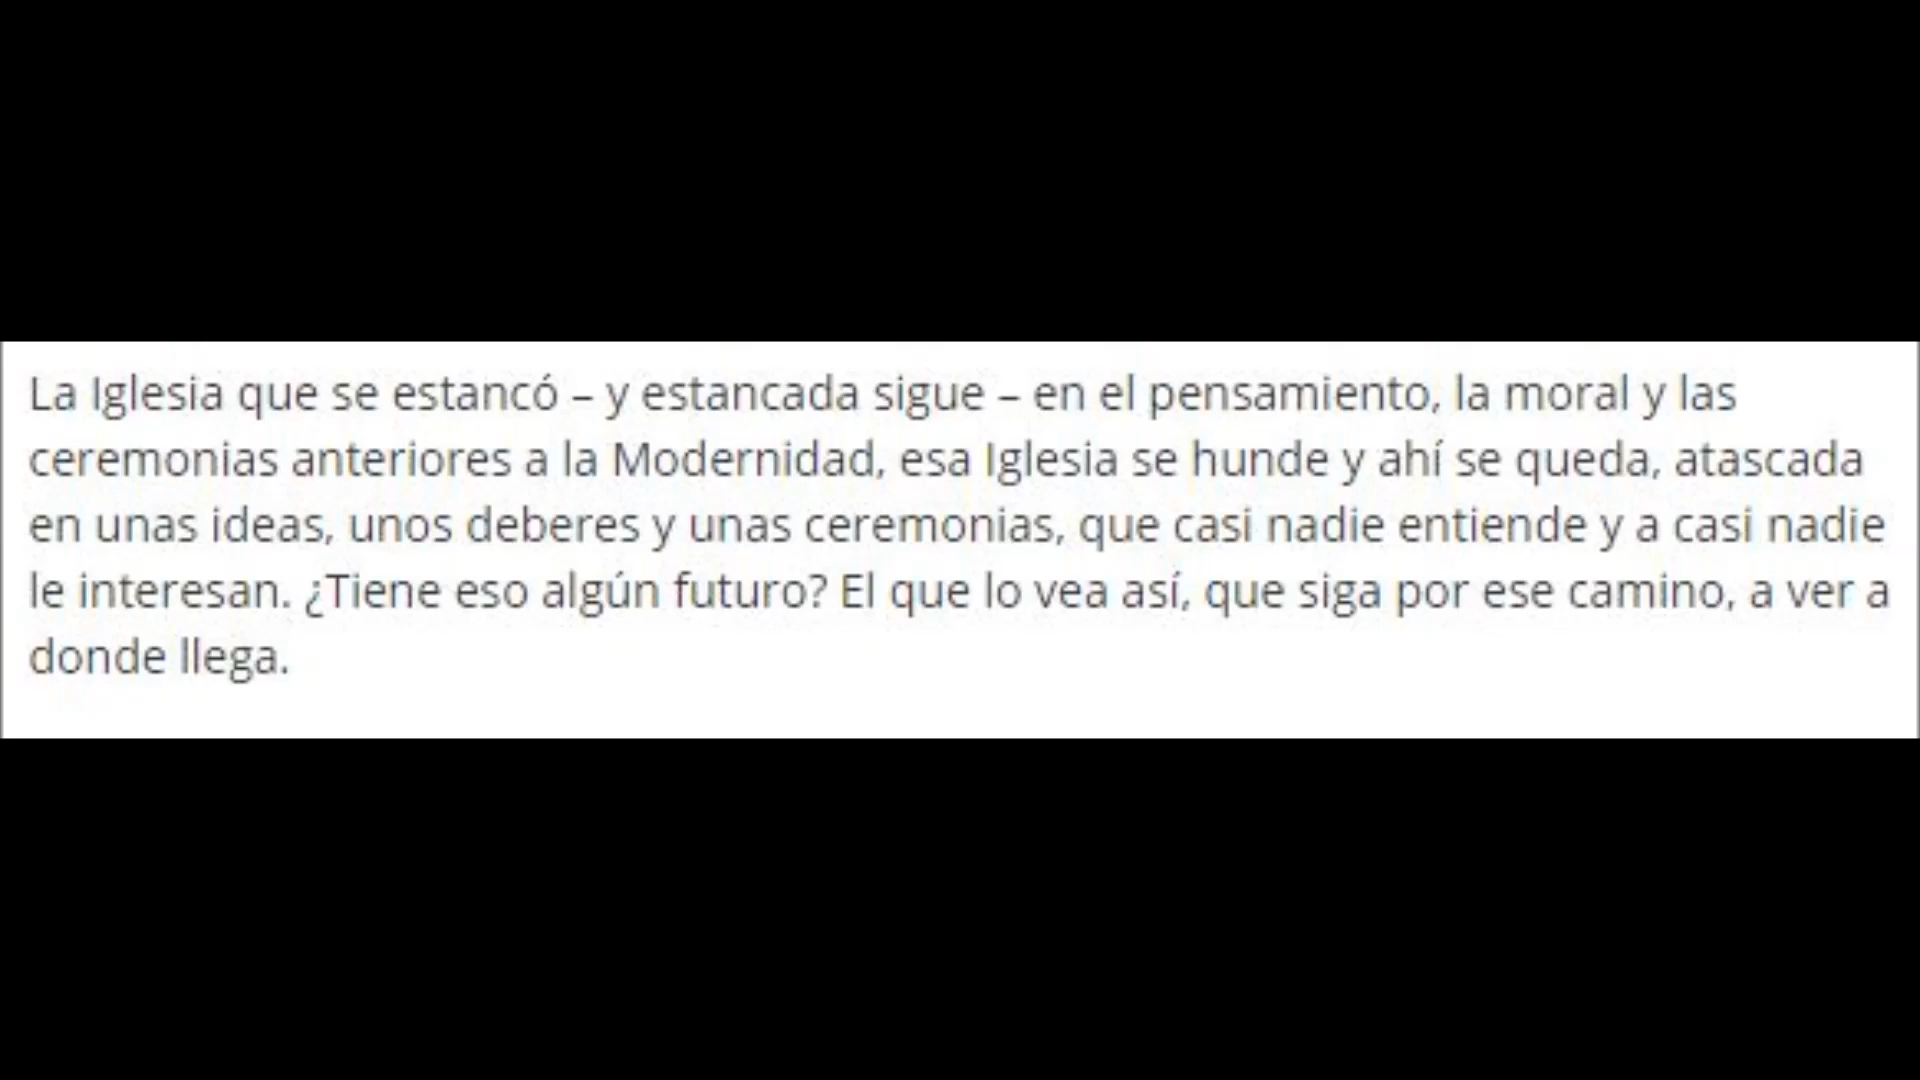 La Iglesia que se estancó – y estancada sigue – en el pensamiento, la moral y las
ceremonias anteriores a la Modernidad, esa Iglesia se hunde y ahí se queda, atascada
en unas ideas, unos deberes y unas ceremonias, que casi nadie entiende y a casi nadie
le interesan. ¿Tiene eso algún futuro? El que lo vea así, que siga por ese camino, a ver a
donde llega.